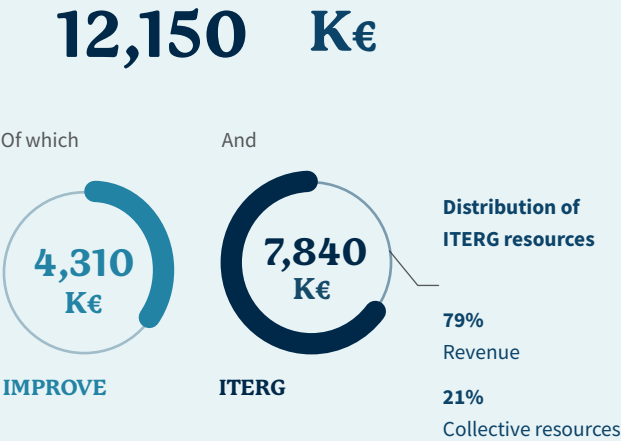 12,150 K€
Of which
And
4,310
K€
IMPROVE
7,840
K€
ITERG
Distribution of
ITERG resources
79%
Revenue
21%
Collective resources